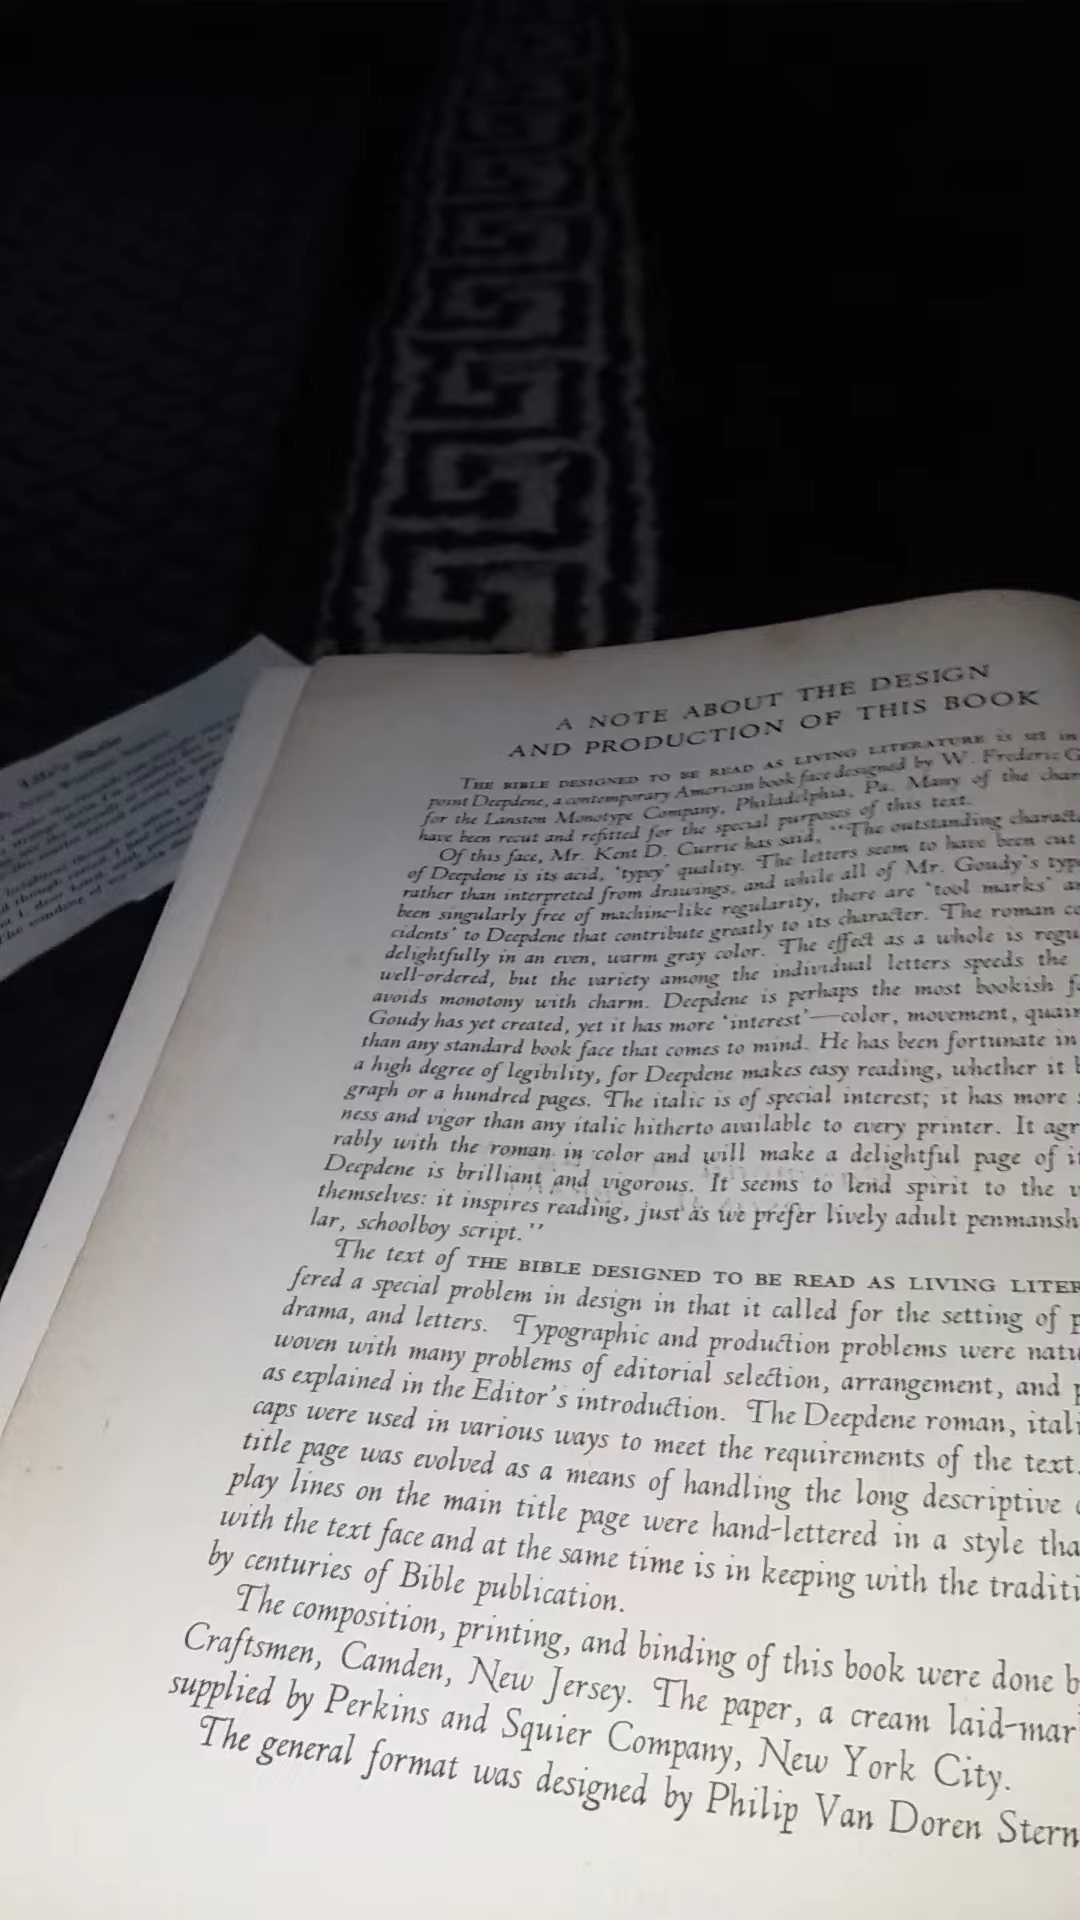 A NOTE ABOUT THE DESIGN
AND PRODUCTION OF THIS BOOK
THE BIBLE DESIGNED TO BE READ AS LIVING LITERATURE is set in
point Deepdene, a contemporary American book face designed by W. Frederic G
for the Lanston Monotype Company, Philadelphia, Pa. Many of the char
have been recut and refitted for the special purposes of this text.
Of this face, Mr. Kent D. Currie has said, "The outstanding characte
of Deepdene is its acid, 'typey' quality. The letters seem to have been cut
rather than interpreted from drawings, and while all of Mr. Goudy's type
been singularly free of machine-like regularity, there are 'tool marks' a
cidents' to Deepdene that contribute greatly to its character. The roman co
delightfully in an even, warm gray color. The effect as a whole is regu
well-ordered, but the variety among the individual letters speeds the
avoids monotony with charm. Deepdene is perhaps the most bookish f
Goudy has yet created, yet it has more 'interest'—color, movement, quain
than any standard book face that comes to mind. He has been fortunate in
a high degree of legibility, for Deepdene makes easy reading, whether it b
graph or a hundred pages. The italic is of special interest; it has more
ness and vigor than any italic hitherto available to every printer. It agr
rably with the roman in color and will make a delightful page of it
Deepdene is brilliant and vigorous. It seems to lend spirit to the w
themselves: it inspires reading, just as we prefer lively adult penmansh
lar, schoolboy script."
The text of THE BIBLE DESIGNED TO BE READ AS LIVING LITER
fered a special problem in design in that it called for the setting of p
drama, and letters. Typographic and production problems were natu
woven with many problems of editorial selection, arrangement, and p
as explained in the Editor's introduction. The Deepdene roman, itali
caps were used in various ways to meet the requirements of the text.
title page was evolved as a means of handling the long descriptive
play lines on the main title page were hand-lettered in a style tha
with the text face and at the same time is in keeping with the traditi
by centuries of Bible publication.
The composition, printing, and binding of this book were done b
Craftsmen, Camden, New Jersey. The paper, a cream laid-mar
supplied by Perkins and Squier Company, New York City.
The general format was designed by Philip Van Doren Stern